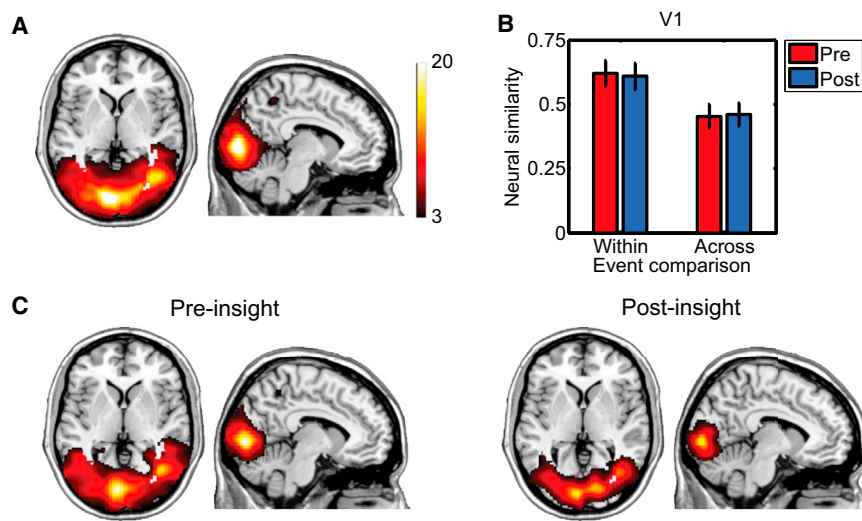 A
20
3
B
V1
Neural similarity
0.75
0.5
0.25
0
Within
Across
Event comparison
Pre
Post
C
Pre-insight
Post-insight